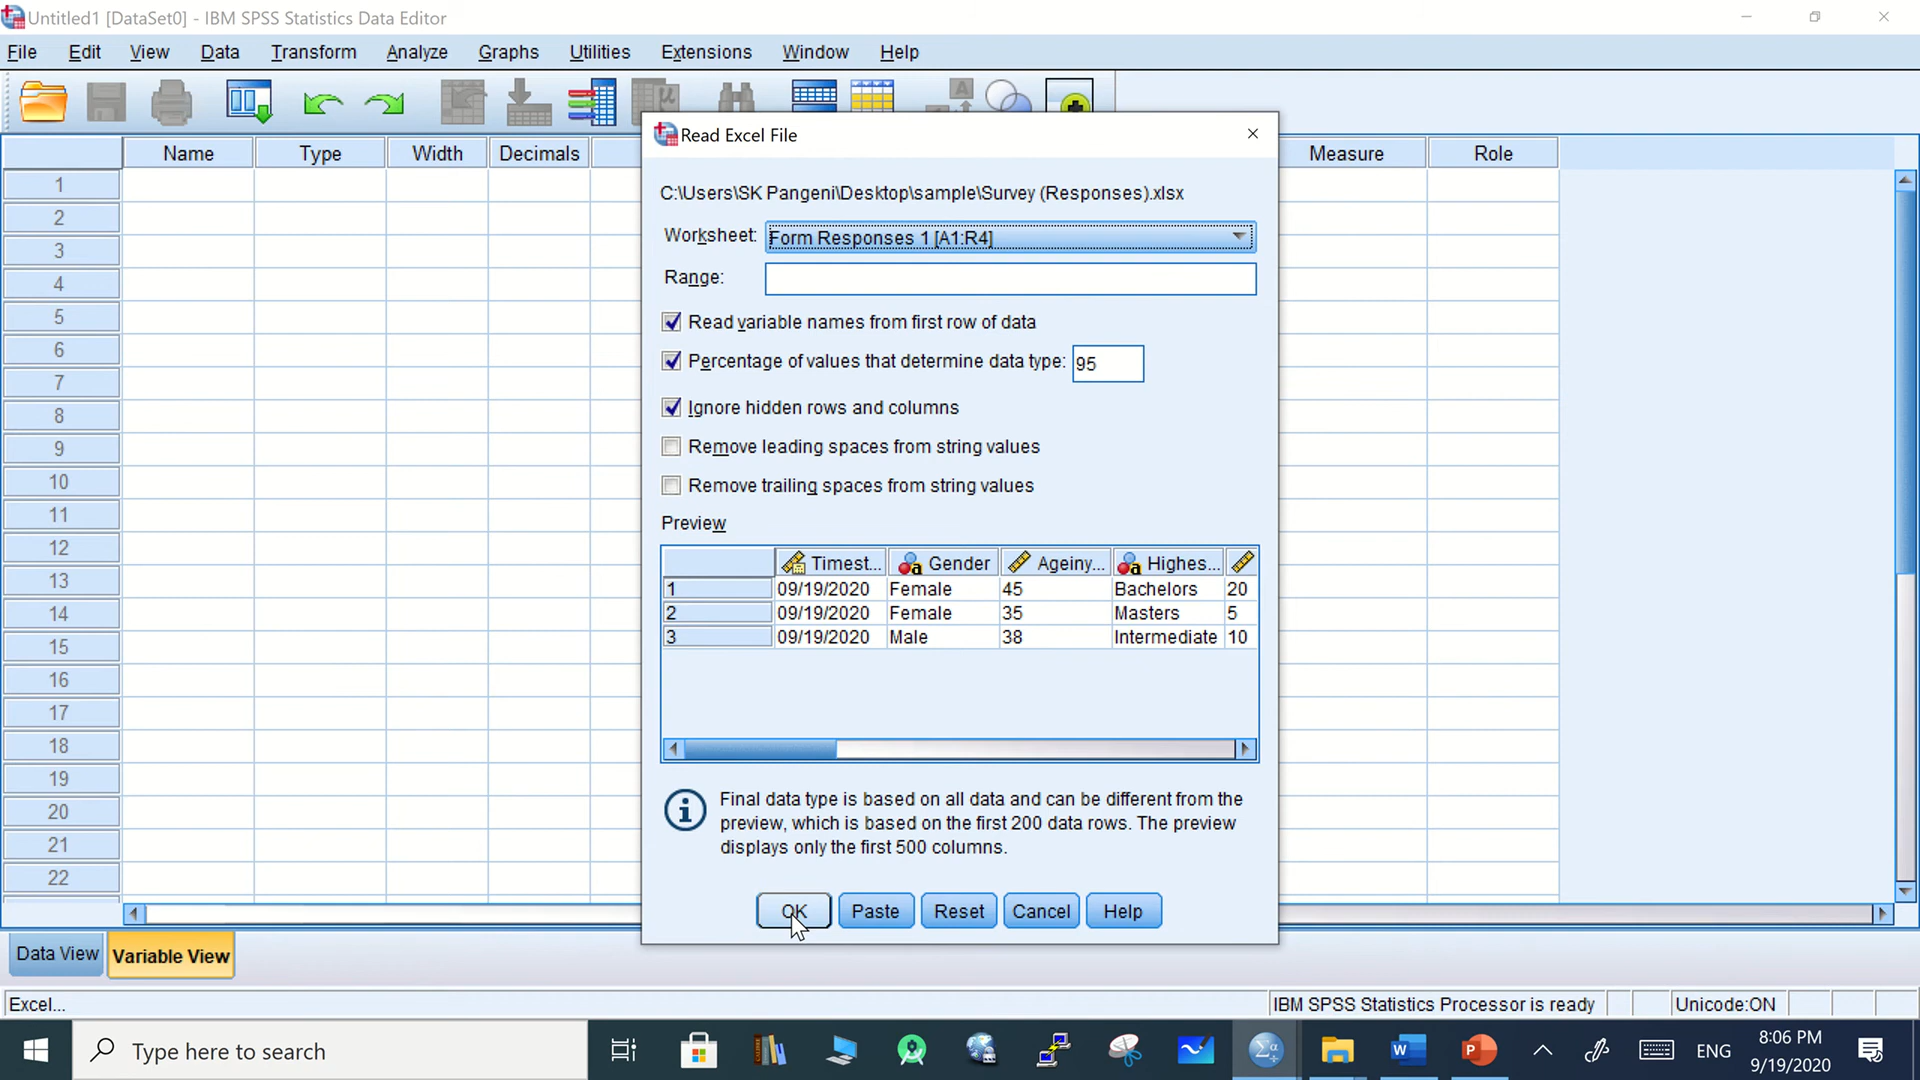 Untitled1 [DataSet0] - IBM SPSS Statistics Data Editor
File Edit View Data Transform Analyze Graphs Utilities Extensions Window Help
Read Excel File
Name Type Width Decimals Measure Role
C:\Users\SK Pangeni\Desktop\sample\Survey (Responses).xlsx
Worksheet: Form Responses 1 [A1:R4]
Range:
Read variable names from first row of data
Percentage of values that determine data type: 95
Ignore hidden rows and columns
Remove leading spaces from string values
Remove trailing spaces from string values
Preview
Timest... Gender Ageiny... Highes...
1 09/19/2020 Female 45 Bachelors 20
2 09/19/2020 Female 35 Masters 5
3 09/19/2020 Male 38 Intermediate 10
Final data type is based on all data and can be different from the
preview, which is based on the first 200 data rows. The preview
displays only the first 500 columns.
OK Paste Reset Cancel Help
1
2
3
4
5
6
7
8
9
10
11
12
13
14
15
16
17
18
19
20
21
22
Data View Variable View
Excel... IBM SPSS Statistics Processor is ready Unicode:ON
Type here to search
ENG
8:06 PM
9/19/2020